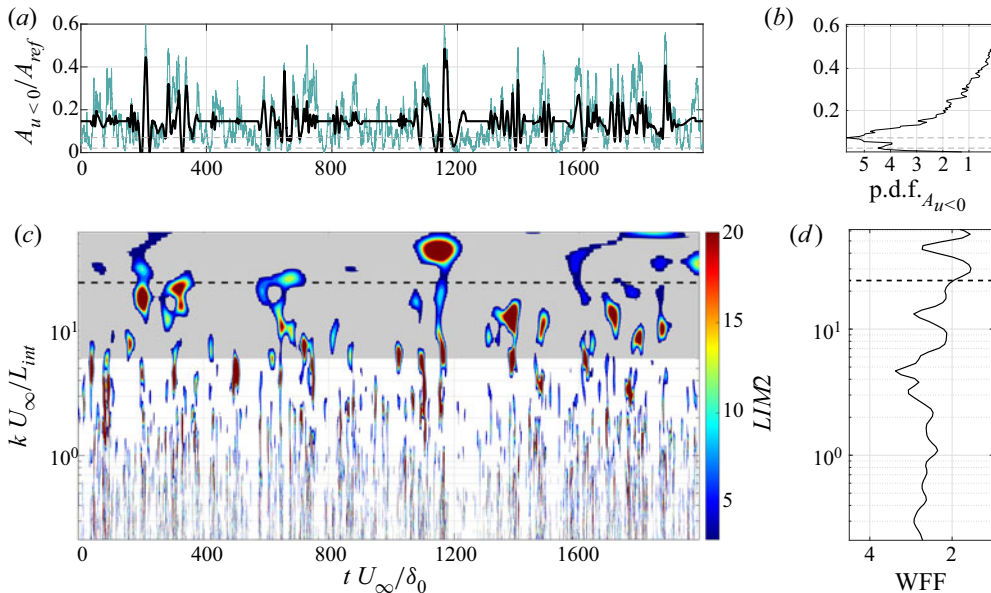 (a)
(b)
0.6
0.4
0.2
0
A_{u<0}/A_{ref}
0 400 800 1200 1600
0.6
0.4
0.2
5 4 3 2 1
p.d.f._{A_{u<0}}
(c)
(d)
10^1
10^0
k U_∞/L_{int}
0 400 800 1200 1600
t U_∞/δ_0
20
15
10
5
LIM2
10^1
10^0
4 2
WFF